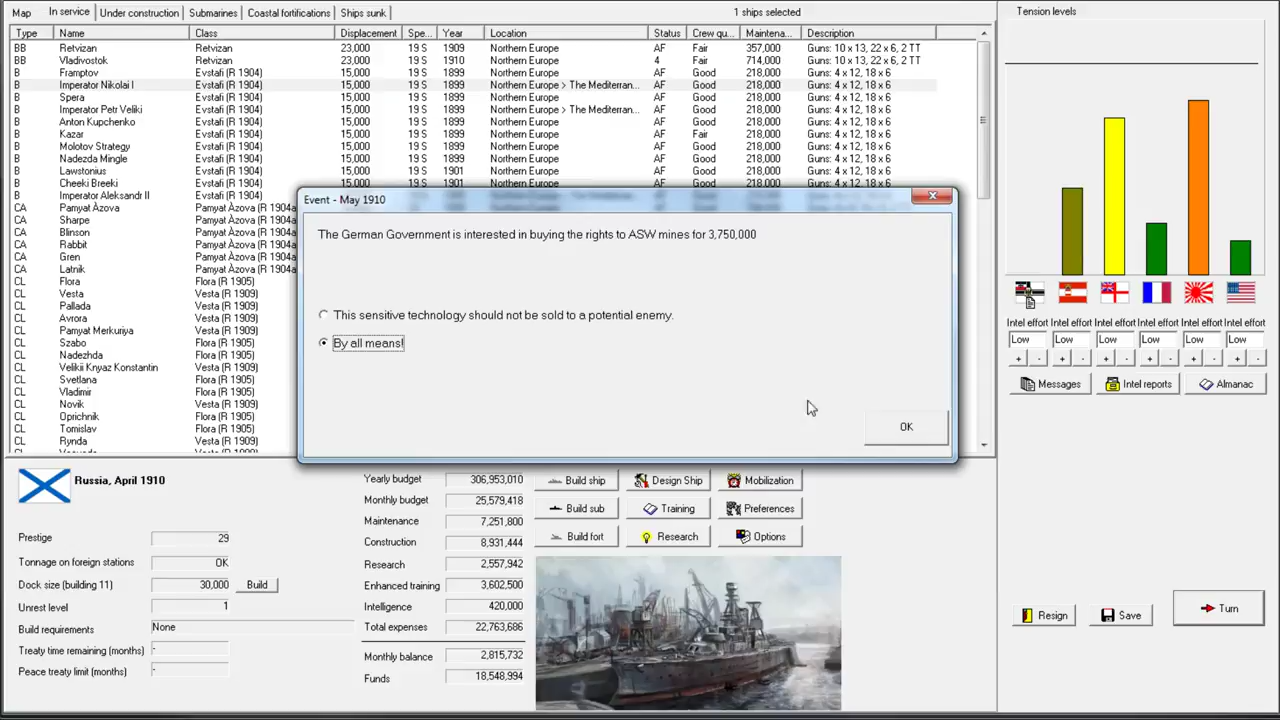 Map In service Under construction Submarines Coastal fortifications Ships sunk 1 ships selected Tension levels
Type Name Class Displacement Spe... Year Location Status Crew qu... Maintena... Description
BB Retvizan Retvizan 23,000 19 S 1909 Northern Europe AF Fair 357,000 Guns: 10 x 13, 22 x 6, 2 TT
BB Vladivostok Retvizan 23,000 19 S 1910 Northern Europe 4 Fair 714,000 Guns: 10 x 13, 22 x 6, 2 TT
B Framptov Evstafi (R 1904) 15,000 19 S 1899 Northern Europe AF Good 218,000 Guns: 4 x 12, 18 x 6
B Imperator Nikolai I Evstafi (R 1904) 15,000 19 S 1899 Northern Europe > The Mediterran... AF Good 218,000 Guns: 4 x 12, 18 x 6
B Spera Evstafi (R 1904) 15,000 19 S 1899 Northern Europe AF Good 218,000 Guns: 4 x 12, 18 x 6
B Imperator Petr Veliki Evstafi (R 1904) 15,000 19 S 1899 Northern Europe > The Mediterran... AF Good 218,000 Guns: 4 x 12, 18 x 6
B Anton Kupchenko Evstafi (R 1904) 15,000 19 S 1899 Northern Europe AF Good 218,000 Guns: 4 x 12, 18 x 6
B Kazar Evstafi (R 1904) 15,000 19 S 1899 Northern Europe AF Fair 218,000 Guns: 4 x 12, 18 x 6
B Molotov Strategy Evstafi (R 1904) 15,000 19 S 1899 Northern Europe AF Good 218,000 Guns: 4 x 12, 18 x 6
B Nadezda Mingle Evstafi (R 1904) 15,000 19 S 1899 Northern Europe AF Good 218,000 Guns: 4 x 12, 18 x 6
B Lawstonius Evstafi (R 1904) 15,000 19 S 1901 Northern Europe AF Good 218,000 Guns: 4 x 12, 18 x 6
B Cheeki Breeki Evstafi (R 1904) 15,000 19 S 1901 Northern Europe AF Good 218,000 Guns: 4 x 12, 18 x 6
B Imperator Aleksandr II Evstafi (R 1904)
CA Pamyat Àzova Pamyat Àzova (R 1904a
CA Sharpe Pamyat Àzova (R 1904a
CA Blinson Pamyat Àzova (R 1904a
CA Rabbit Pamyat Àzova (R 1904a
CA Gren Pamyat Àzova (R 1904a
CA Latnik Pamyat Àzova (R 1904a
CL Flora Flora (R 1905)
CL Vesta Vesta (R 1909)
CL Pallada Vesta (R 1909)
CL Avrora Vesta (R 1909)
CL Pamyat Merkuriya Vesta (R 1909)
CL Szabo Flora (R 1905)
CL Nadezhda Flora (R 1905)
CL Velikii Knyaz Konstantin Vesta (R 1909)
CL Svetlana Flora (R 1905)
CL Vladimir Flora (R 1905)
CL Novik Vesta (R 1909)
CL Oprichnik Flora (R 1905)
CL Tomislav Flora (R 1905)
CL Rynda Vesta (R 1909)
Event - May 1910
The German Government is interested in buying the rights to ASW mines for 3,750,000
This sensitive technology should not be sold to a potential enemy.
By all means!
OK
Intel effort Intel effort Intel effort Intel effort Intel effort Intel effort
Low Low Low Low Low Low
+ - + - + - + - + - + -
Messages Intel reports Almanac
Russia, April 1910
Prestige 29
Tonnage on foreign stations OK
Dock size (building 11) 30,000 Build
Unrest level 1
Build requirements None
Treaty time remaining (months) -
Peace treaty limit (months) -
Yearly budget 306,953,010
Monthly budget 25,579,418
Maintenance 7,251,800
Construction 8,931,444
Research 2,557,942
Enhanced training 3,602,500
Intelligence 420,000
Total expenses 22,763,686
Monthly balance 2,815,732
Funds 18,548,994
Build ship Design Ship Mobilization
Build sub Training Preferences
Build fort Research Options
Resign Save Turn